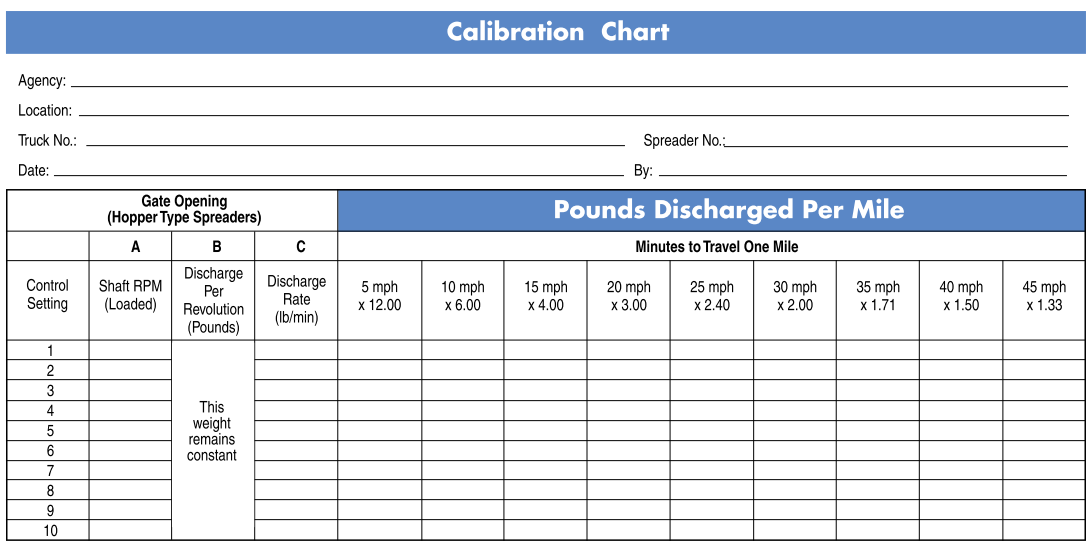 Calibration Chart
Agency:
Location:
Truck No.: Spreader No.:
Date: By:
Gate Opening
(Hopper Type Spreaders)
Pounds Discharged Per Mile
A B C Minutes to Travel One Mile
Control
Setting
Shaft RPM
(Loaded)
Discharge
Per
Revolution
(Pounds)
Discharge
Rate
(lb/min)
5 mph
x 12.00
10 mph
x 6.00
15 mph
x 4.00
20 mph
x 3.00
25 mph
x 2.40
30 mph
x 2.00
35 mph
x 1.71
40 mph
x 1.50
45 mph
x 1.33
1
2
3
4
5
6
7
8
9
10
This
weight
remains
constant